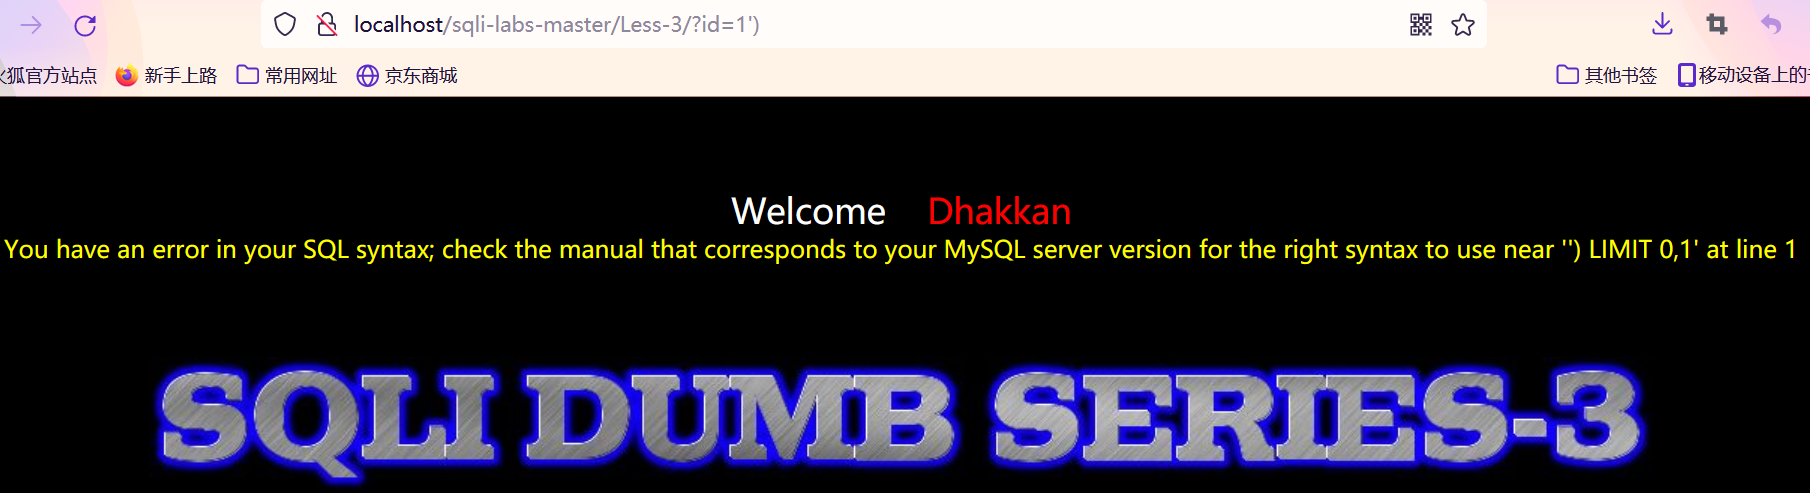 localhost/sqli-labs-master/Less-3/?id=1')
火狐官方站点 新手上路 常用网址 京东商城 其他书签 移动设备上的
Welcome Dhakkan
You have an error in your SQL syntax; check the manual that corresponds to your MySQL server version for the right syntax to use near '') LIMIT 0,1' at line 1
SQLI DUMB SERIES-3